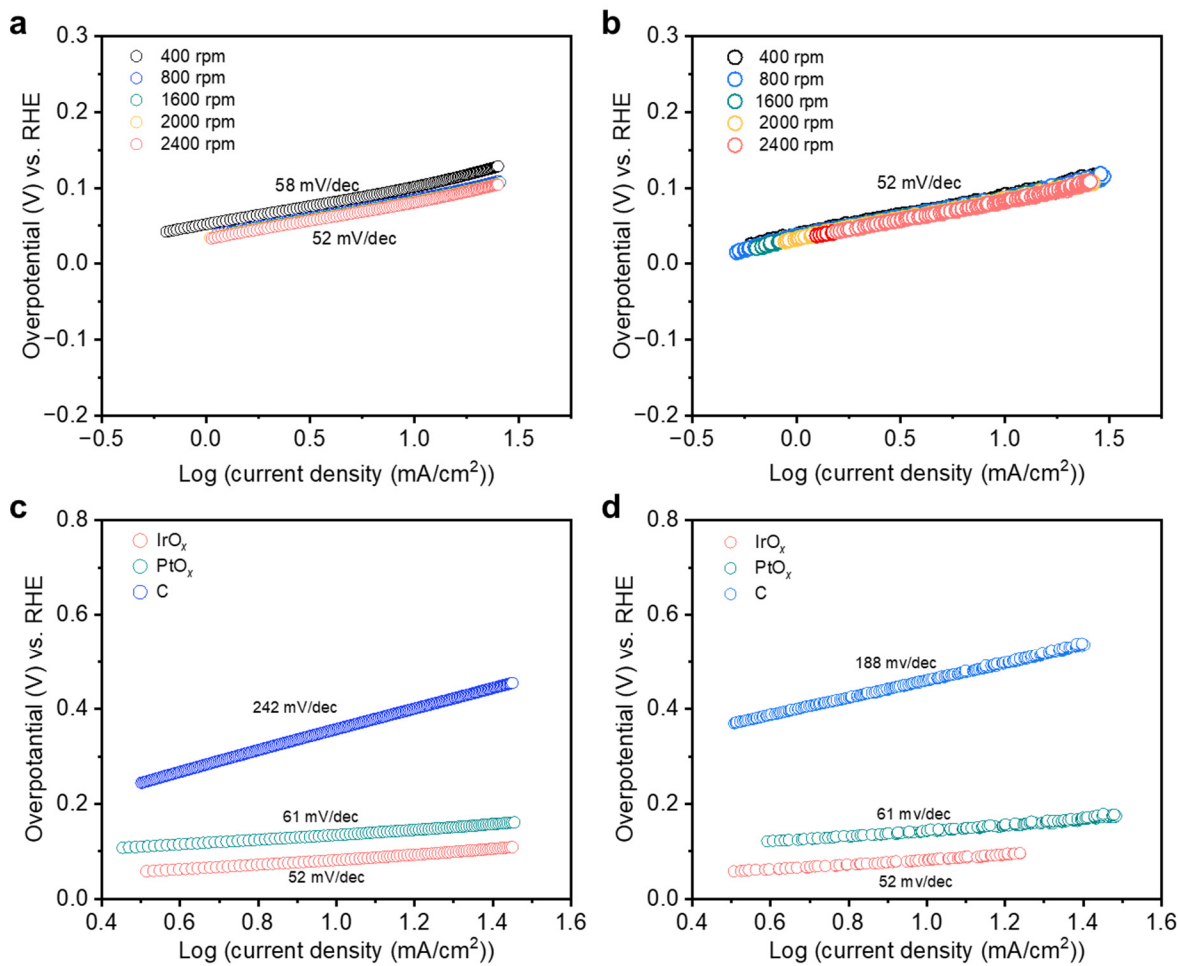 a
0.3
0.2
0.1
0.0
−0.1
−0.2
Overpotential (V) vs. RHE
400 rpm
800 rpm
1600 rpm
2000 rpm
2400 rpm
58 mV/dec
52 mV/dec
−0.5
0.0
0.5
1.0
1.5
Log (current density (mA/cm²))
b
0.3
0.2
0.1
0.0
−0.1
−0.2
Overpotential (V) vs. RHE
400 rpm
800 rpm
1600 rpm
2000 rpm
2400 rpm
52 mV/dec
−0.5
0.0
0.5
1.0
1.5
Log (current density (mA/cm²))
c
0.8
0.6
0.4
0.2
0.0
Overpotantial (V) vs. RHE
IrOₓ
PtOₓ
C
242 mV/dec
61 mV/dec
52 mV/dec
0.4
0.6
0.8
1.0
1.2
1.4
1.6
Log (current density (mA/cm²))
d
0.8
0.6
0.4
0.2
0.0
Overpotential (V) vs. RHE
IrOₓ
PtOₓ
C
188 mv/dec
61 mV/dec
52 mV/dec
0.4
0.6
0.8
1.0
1.2
1.4
1.6
Log (current density (mA/cm²))